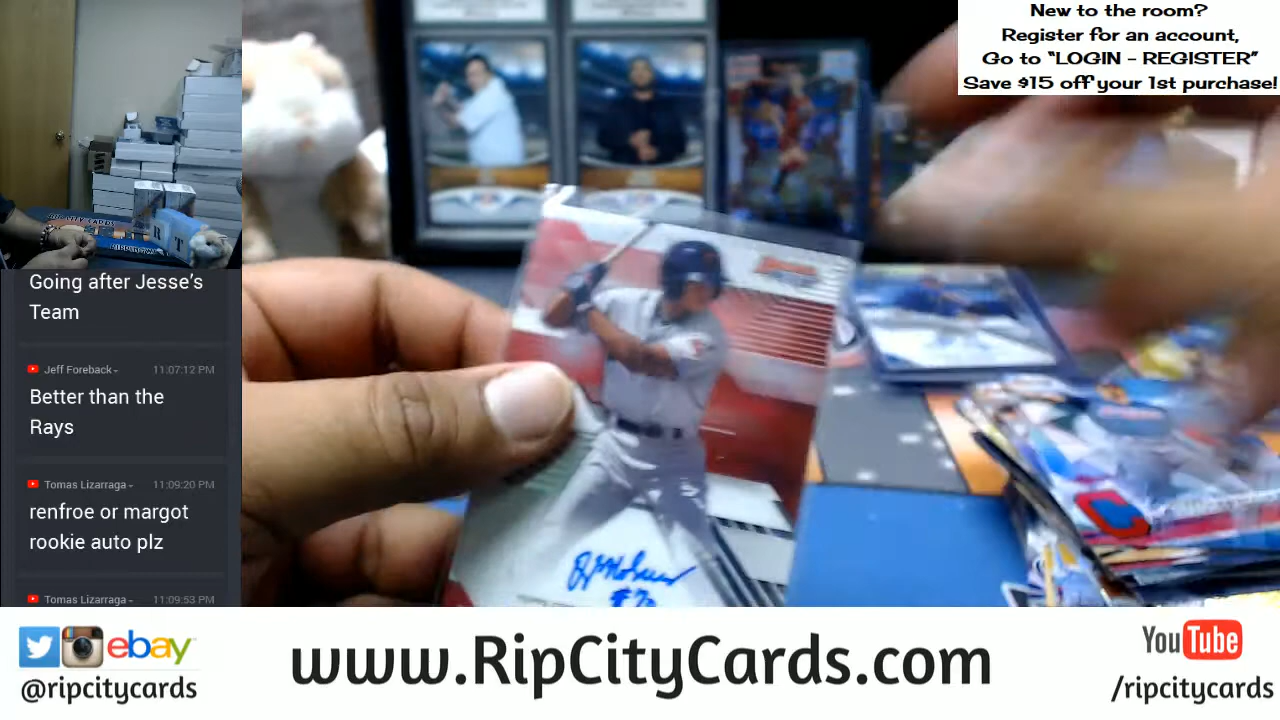 New to the room?
Register for an account,
Go to "LOGIN - REGISTER"
Save $15 off your 1st purchase!
Going after Jesse's
Team
Jeff Foreback
11:07:12 PM
Better than the
Rays
Tomas Lizarraga
11:09:20 PM
renfroe or margot
rookie auto plz
Tomas Lizarraga
11:09:53 PM
RIP CITY CARDS
R T
ebay
@ripcitycards
www.RipCityCards.com
YouTube
/ripcitycards